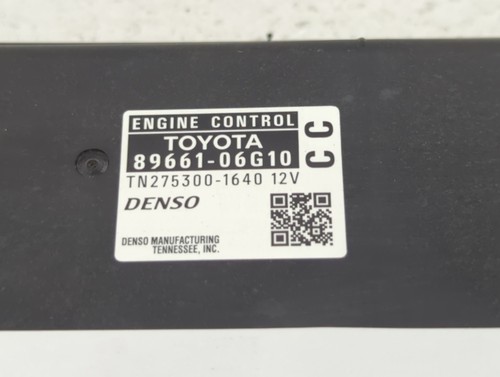 ENGINE CONTROL
TOYOTA
89661-06G10
CC
TN275300-1640 12V
DENSO
DENSO MANUFACTURING
TENNESSEE, INC.